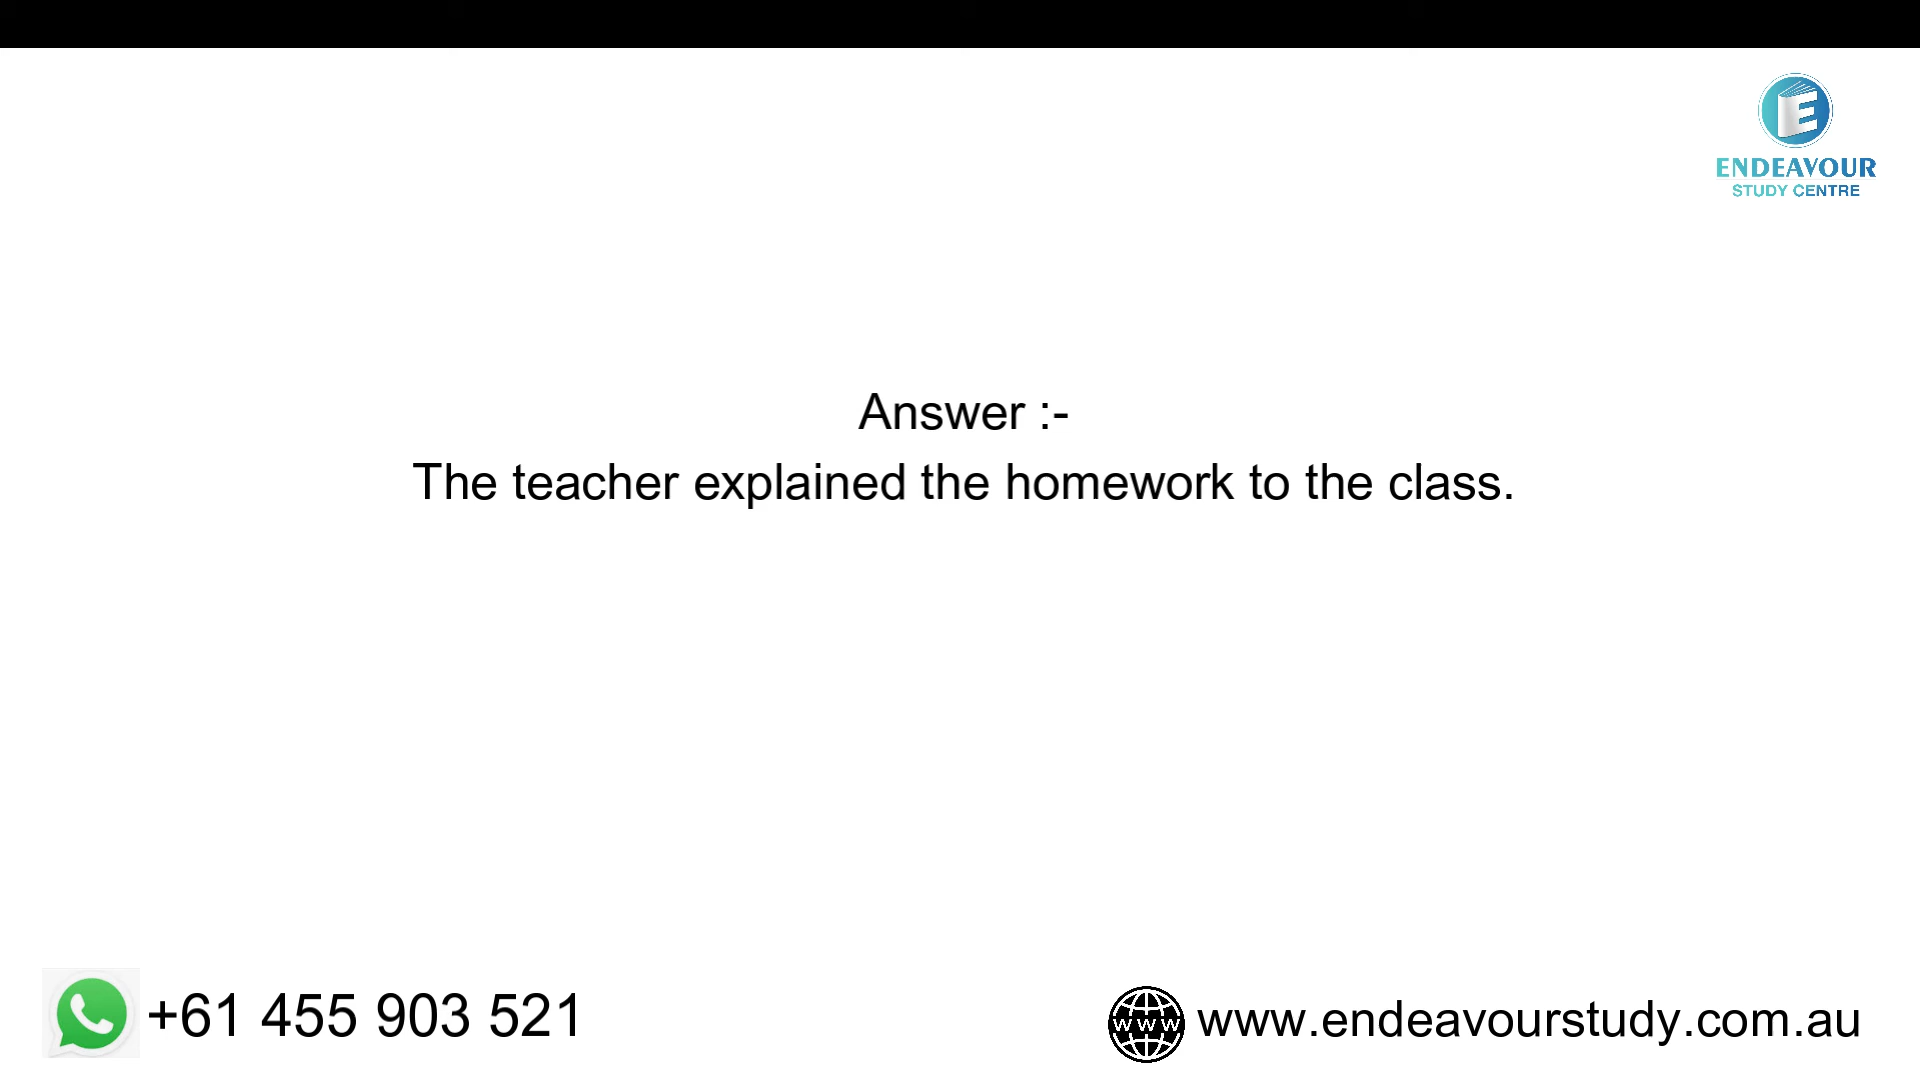 ENDEAVOUR
STUDY CENTRE
Answer :-
The teacher explained the homework to the class.
+61 455 903 521
www www.endeavourstudy.com.au